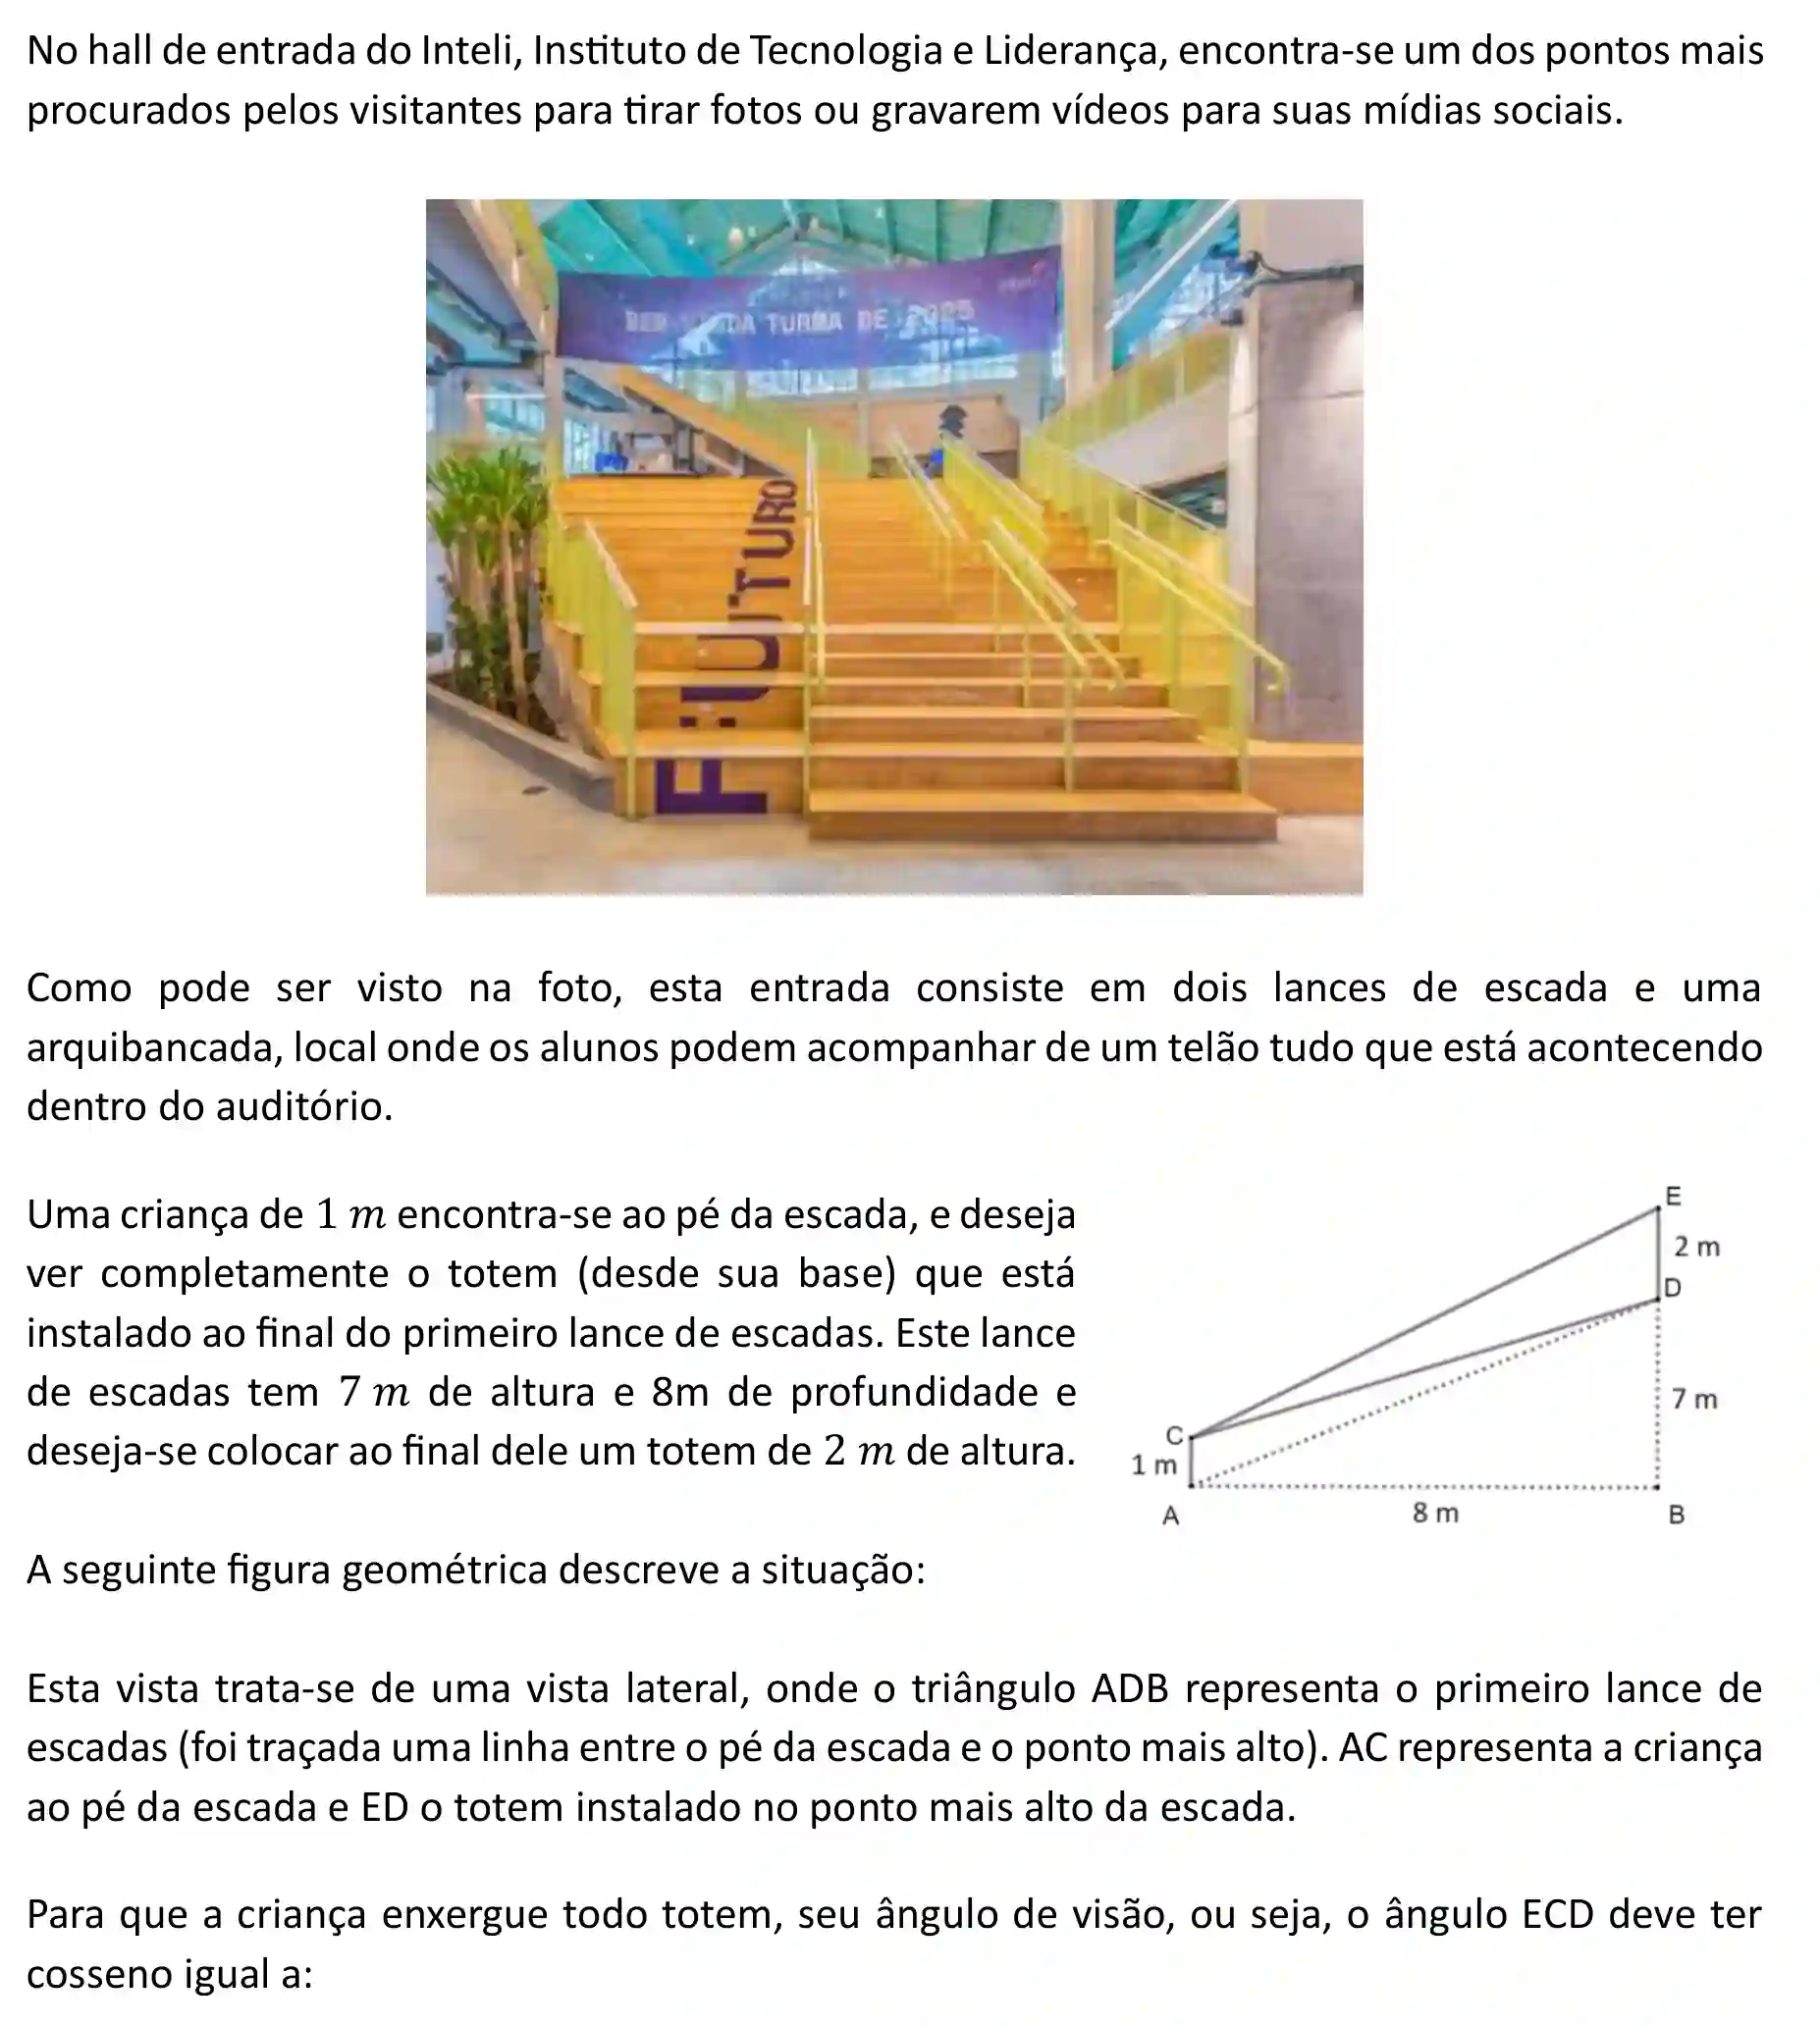 No hall de entrada do Inteli, Instituto de Tecnologia e Liderança, encontra-se um dos pontos mais
procurados pelos visitantes para tirar fotos ou gravarem vídeos para suas mídias sociais.
DA TURMA DE 2025
FUTURO
Como pode ser visto na foto, esta entrada consiste em dois lances de escada e uma
arquibancada, local onde os alunos podem acompanhar de um telão tudo que está acontecendo
dentro do auditório.
Uma criança de 1 m encontra-se ao pé da escada, e deseja
ver completamente o totem (desde sua base) que está
instalado ao final do primeiro lance de escadas. Este lance
de escadas tem 7 m de altura e 8m de profundidade e
deseja-se colocar ao final dele um totem de 2 m de altura.
E
2 m
D
7 m
C
1 m
A
8 m
B
A seguinte figura geométrica descreve a situação:
Esta vista trata-se de uma vista lateral, onde o triângulo ADB representa o primeiro lance de
escadas (foi traçada uma linha entre o pé da escada e o ponto mais alto). AC representa a criança
ao pé da escada e ED o totem instalado no ponto mais alto da escada.
Para que a criança enxergue todo totem, seu ângulo de visão, ou seja, o ângulo ECD deve ter
cosseno igual a: